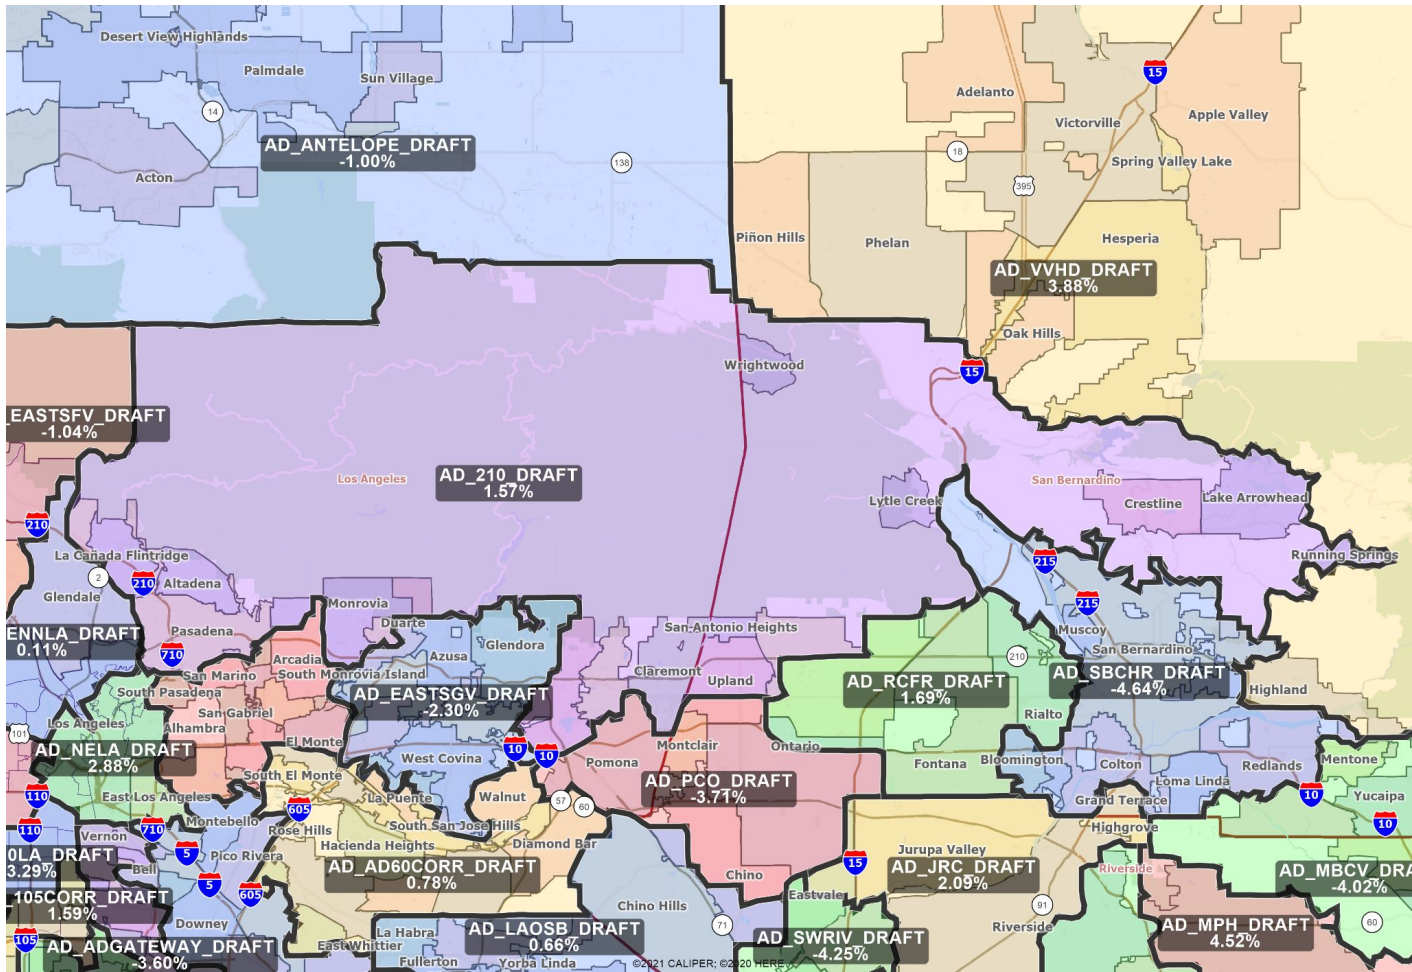 Desert View Highlands
Palmdale
Sun Village
15
Adelanto
14
Victorville
Apple Valley
AD_ANTELOPE_DRAFT
-1.00%
138
18
Spring Valley Lake
Acton
395
Piñon Hills
Phelan
Hesperia
AD_VVHD_DRAFT
3.88%
Oak Hills
Wrightwood
15
_EASTSFV_DRAFT
-1.04%
Los Angeles
AD_210_DRAFT
1.57%
San Bernardino
Lytle Creek
Crestline
Lake Arrowhead
210
La Cañada Flintridge
Running Springs
215
2
210
Altadena
Glendale
Monrovia
215
Duarte
ENNLA_DRAFT
0.11%
Pasadena
San Antonio Heights
Muscoy
710
Azusa
Glendora
San Bernardino
Arcadia
210
San Marino
South Monrovia Island
Claremont
Upland
AD_SBCHR_DRAFT
-4.64%
South Pasadena
AD_EASTSGV_DRAFT
-2.30%
AD_RCFR_DRAFT
1.69%
Highland
San Gabriel
Los Angeles
Alhambra
Rialto
101
El Monte
Montclair
Ontario
AD_NELA_DRAFT
2.88%
10
10
West Covina
Pomona
Fontana
Bloomington
Colton
Redlands
Mentone
South El Monte
AD_PCO_DRAFT
-3.71%
Loma Linda
110
East Los Angeles
La Puente
Walnut
57
60
Grand Terrace
10
Yucaipa
605
110
710
Montebello
Rose Hills
South San Jose Hills
Highgrove
10
Vernon
Hacienda Heights
Diamond Bar
5
Pico Rivera
Jurupa Valley
0LA_DRAFT
3.29%
Bell
AD_AD60CORR_DRAFT
0.78%
15
AD_JRC_DRAFT
2.09%
Riverside
AD_MBCV_DRA
-4.02%
5
605
Chino
105CORR_DRAFT
1.59%
Eastvale
Chino Hills
91
Downey
71
Riverside
60
105
La Habra
AD_LAOSB_DRAFT
0.66%
AD_SWRIV_DRAFT
-4.25%
AD_MPH_DRAFT
4.52%
AD_ADGATEWAY_DRAFT
-3.60%
East Whittier
Fullerton
Yorba Linda
©2021 CALIPER; ©2020 HERE